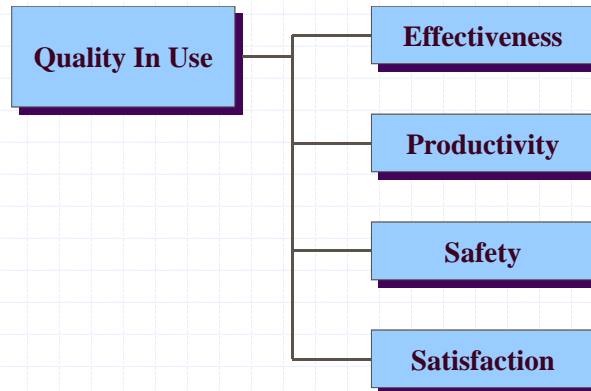 Quality In Use
Effectiveness
Productivity
Safety
Satisfaction